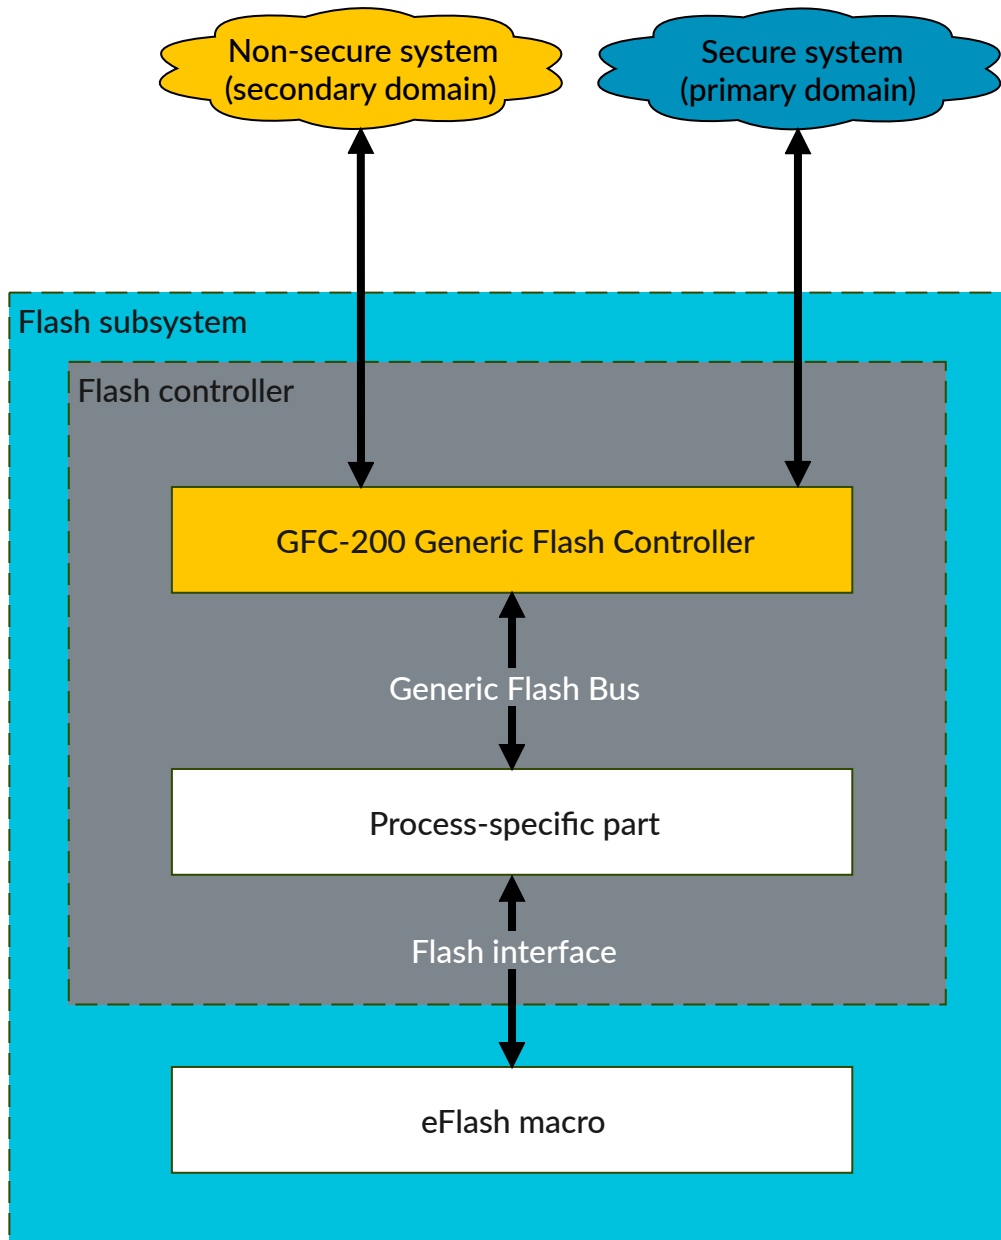 Non-secure system
(secondary domain)
Secure system
(primary domain)
Flash subsystem
Flash controller
GFC-200 Generic Flash Controller
Generic Flash Bus
Process-specific part
Flash interface
eFlash macro